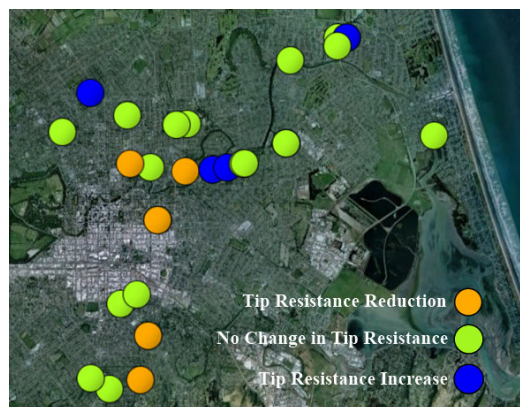 Tip Resistance Reduction
No Change in Tip Resistance
Tip Resistance Increase